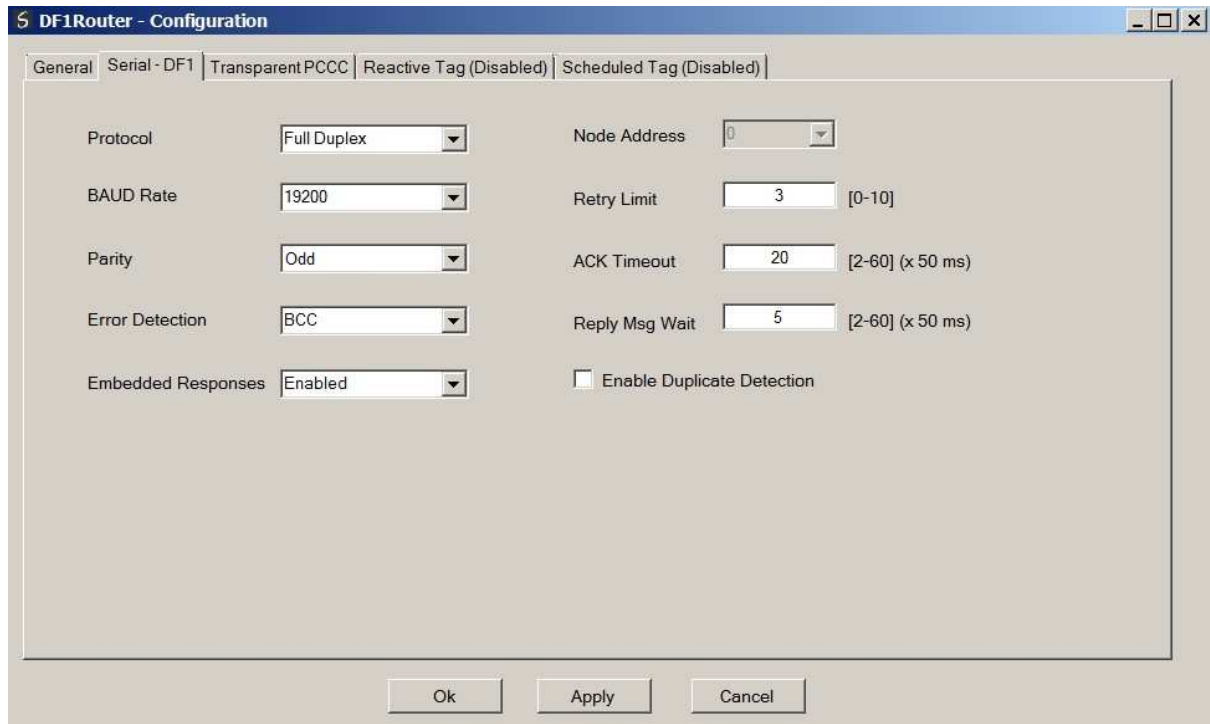 DF1Router - Configuration
General Serial - DF1 Transparent PCCC Reactive Tag (Disabled) Scheduled Tag (Disabled)
Protocol Full Duplex Node Address 0
BAUD Rate 19200 Retry Limit 3 [0-10]
Parity Odd ACK Timeout 20 [2-60] (x 50 ms)
Error Detection BCC Reply Msg Wait 5 [2-60] (x 50 ms)
Embedded Responses Enabled Enable Duplicate Detection
Ok Apply Cancel